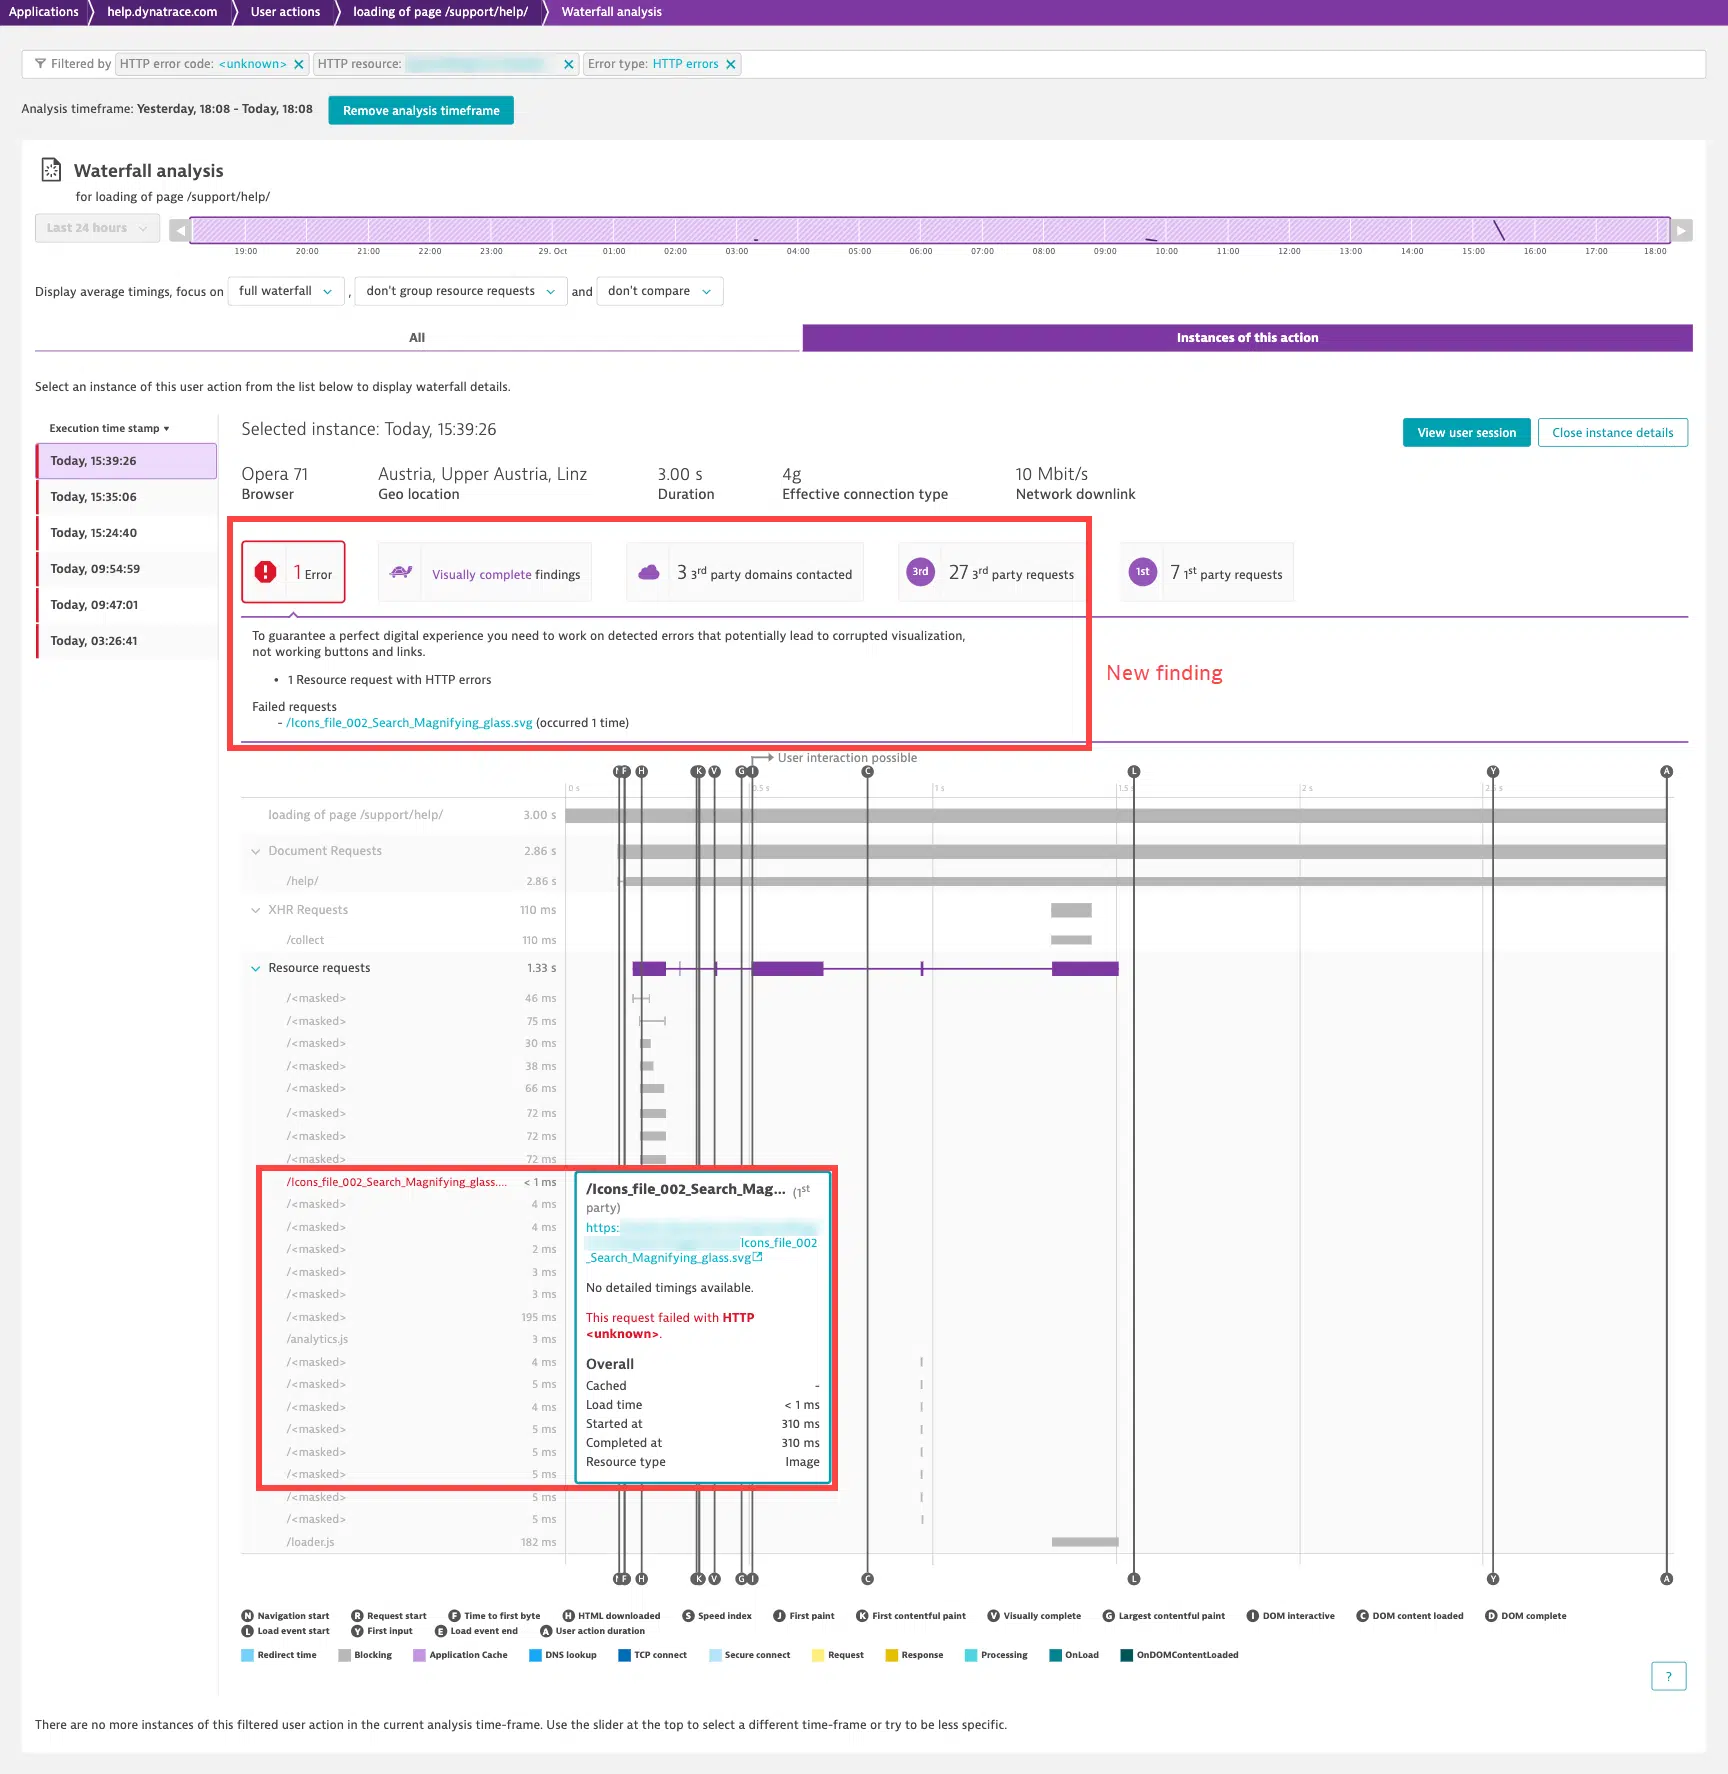 Applications
help.dynatrace.com
User actions
loading of page /support/help/
Waterfall analysis
Filtered by
HTTP error code: <unknown>
HTTP resource:
Error type: HTTP errors
Analysis timeframe: Yesterday, 18:08 - Today, 18:08
Remove analysis timeframe
Waterfall analysis
for loading of page /support/help/
Last 24 hours
19:00 20:00 21:00 22:00 23:00 29. Oct 01:00 02:00 03:00 04:00 05:00 06:00 07:00 08:00 09:00 10:00 11:00 12:00 13:00 14:00 15:00 16:00 17:00 18:00
Display average timings, focus on full waterfall , don't group resource requests and don't compare
All
Instances of this action
Select an instance of this user action from the list below to display waterfall details.
Execution time stamp
Today, 15:39:26
Today, 15:35:06
Today, 15:24:40
Today, 09:54:59
Today, 09:47:01
Today, 03:26:41
Selected instance: Today, 15:39:26
View user session
Close instance details
Opera 71
Browser
Austria, Upper Austria, Linz
Geo location
3.00 s
Duration
4g
Effective connection type
10 Mbit/s
Network downlink
1 Error
Visually complete findings
3 3rd party domains contacted
3rd 27 3rd party requests
1st 7 1st party requests
To guarantee a perfect digital experience you need to work on detected errors that potentially lead to corrupted visualization,
not working buttons and links.
• 1 Resource request with HTTP errors
Failed requests
- /Icons_file_002_Search_Magnifying_glass.svg (occurred 1 time)
New finding
User interaction possible
F H K V G I C L Y A
0 s 0.5 s 1 s 1.5 s 2 s 2.5 s
loading of page /support/help/ 3.00 s
Document Requests 2.86 s
/help/ 2.86 s
XHR Requests 110 ms
/collect 110 ms
Resource requests 1.33 s
/<masked> 46 ms
/<masked> 75 ms
/<masked> 30 ms
/<masked> 38 ms
/<masked> 66 ms
/<masked> 72 ms
/<masked> 72 ms
/<masked> 72 ms
/Icons_file_002_Search_Magnifying_glass.... < 1 ms
/<masked> 4 ms
/<masked> 4 ms
/<masked> 2 ms
/<masked> 3 ms
/<masked> 3 ms
/<masked> 195 ms
/analytics.js 3 ms
/<masked> 4 ms
/<masked> 5 ms
/<masked> 4 ms
/<masked> 5 ms
/<masked> 5 ms
/<masked> 5 ms
/<masked> 5 ms
/<masked> 5 ms
/loader.js 182 ms
/Icons_file_002_Search_Mag... (1st
party)
https:
Icons_file_002
_Search_Magnifying_glass.svg
No detailed timings available.
This request failed with HTTP
<unknown>.
Overall
Cached -
Load time < 1 ms
Started at 310 ms
Completed at 310 ms
Resource type Image
F H K V G I C L Y A
N Navigation start R Request start F Time to first byte H HTML downloaded S Speed index J First paint K First contentful paint V Visually complete G Largest contentful paint I DOM interactive C DOM content loaded D DOM complete
L Load event start Y First input E Load event end A User action duration
Redirect time Blocking Application Cache DNS lookup TCP connect Secure connect Request Response Processing OnLoad OnDOMContentLoaded
?
There are no more instances of this filtered user action in the current analysis time-frame. Use the slider at the top to select a different time-frame or try to be less specific.